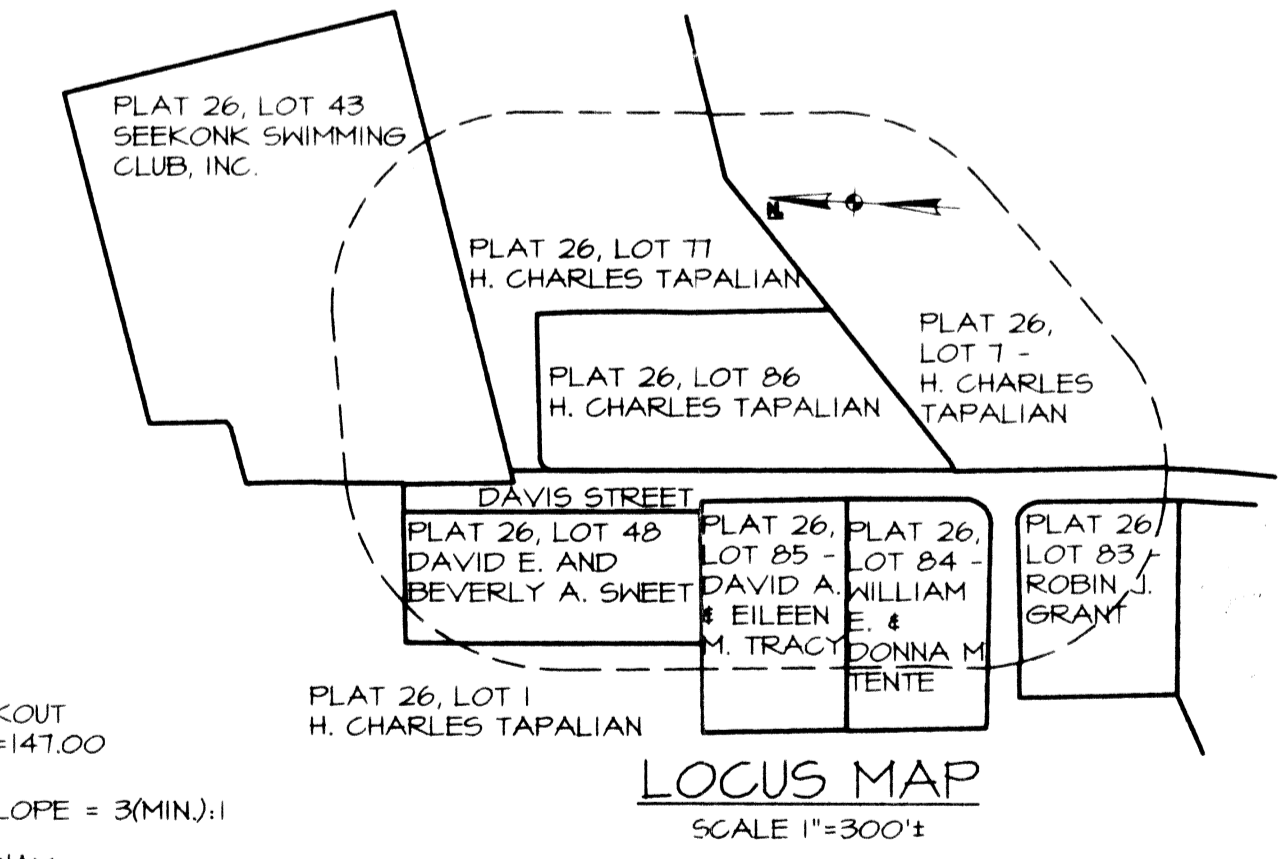 PLAT 26, LOT 43
SEEKONK SWIMMING
CLUB, INC.
N
PLAT 26, LOT 77
H. CHARLES TAPALIAN
PLAT 26,
LOT 7 -
H. CHARLES
TAPALIAN
PLAT 26, LOT 86
H. CHARLES TAPALIAN
DAVIS STREET
PLAT 26, LOT 48
DAVID E. AND
BEVERLY A. SWEET
PLAT 26,
LOT 85 -
DAVID A.
& EILEEN
M. TRACY
PLAT 26,
LOT 84 -
WILLIAM
E. &
DONNA M
TENTE
PLAT 26,
LOT 83 -
ROBIN J.
GRANT
PLAT 26, LOT 1
H. CHARLES TAPALIAN
KOUT
=147.00
LOPE = 3(MIN.):1
LOCUS MAP
SCALE 1"=300'±